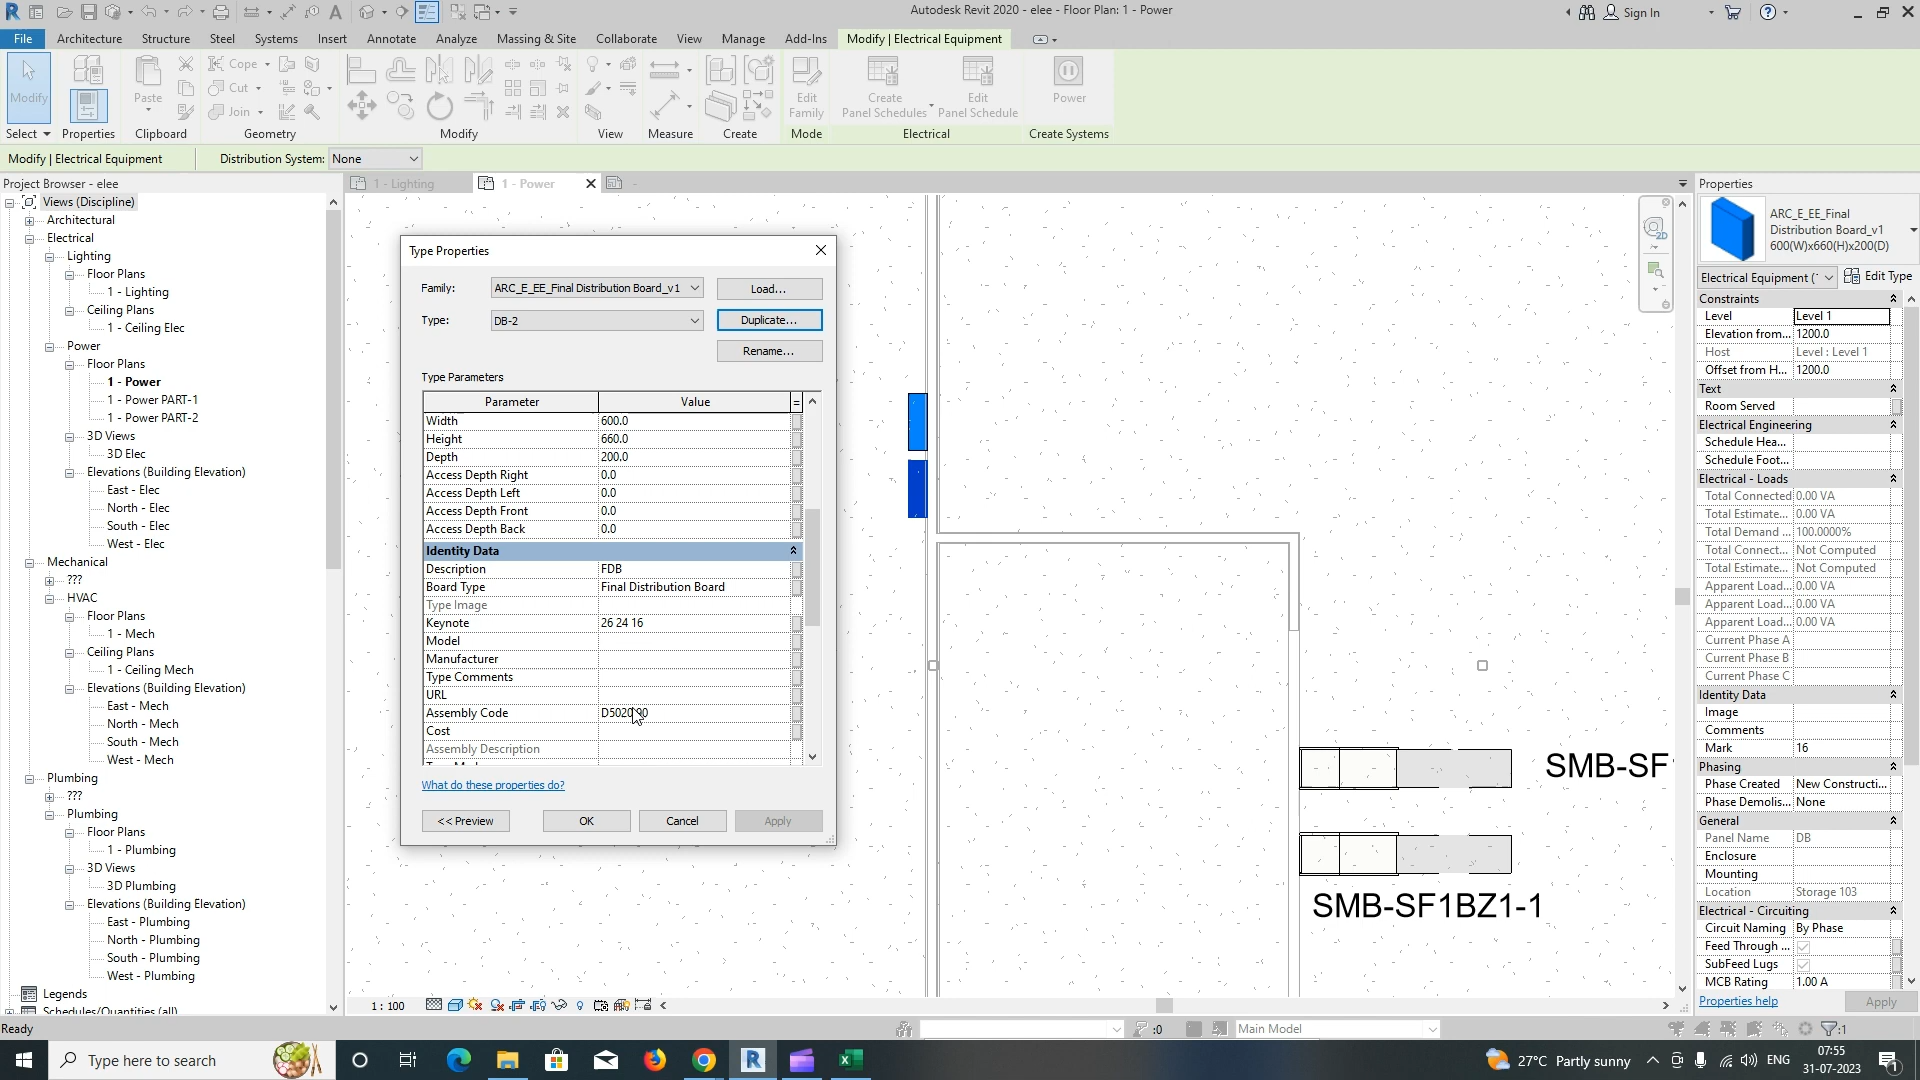 Autodesk Revit 2020 - elee - Floor Plan: 1 - Power
Sign In
File Architecture Structure Steel Systems Insert Annotate Analyze Massing & Site Collaborate View Manage Add-Ins Modify | Electrical Equipment
Modify
Paste
Cope
Cut
Join
Edit Family
Create Panel Schedules
Edit Panel Schedule
Power
Select Properties Clipboard Geometry Modify View Measure Create Mode Electrical Create Systems
Modify | Electrical Equipment Distribution System: None
Project Browser - elee
1 - Lighting
1 - Power
Views (Discipline)
Architectural
Electrical
Lighting
Floor Plans
1 - Lighting
Ceiling Plans
1 - Ceiling Elec
Power
Floor Plans
1 - Power
1 - Power PART-1
1 - Power PART-2
3D Views
3D Elec
Elevations (Building Elevation)
East - Elec
North - Elec
South - Elec
West - Elec
Mechanical
???
HVAC
Floor Plans
1 - Mech
Ceiling Plans
1 - Ceiling Mech
Elevations (Building Elevation)
East - Mech
North - Mech
South - Mech
West - Mech
Plumbing
???
Plumbing
Floor Plans
1 - Plumbing
3D Views
3D Plumbing
Elevations (Building Elevation)
East - Plumbing
North - Plumbing
South - Plumbing
West - Plumbing
Legends
Schedules/Quantities (all)
Type Properties
Family: ARC_E_EE_Final Distribution Board_v1 Load...
Type: DB-2 Duplicate...
Rename...
Type Parameters
Parameter Value =
Width 600.0
Height 660.0
Depth 200.0
Access Depth Right 0.0
Access Depth Left 0.0
Access Depth Front 0.0
Access Depth Back 0.0
Identity Data
Description FDB
Board Type Final Distribution Board
Type Image
Keynote 26 24 16
Model
Manufacturer
Type Comments
URL
Assembly Code
Cost
Assembly Description
What do these properties do?
<< Preview OK Cancel Apply
SMB-SF1
SMB-SF1BZ1-1
2D
Properties
ARC_E_EE_Final
Distribution Board_v1
600(W)x660(H)x200(D)
Electrical Equipment (1 Edit Type
Constraints
Level Level 1
Elevation from... 1200.0
Host Level : Level 1
Offset from H... 1200.0
Text
Room Served
Electrical Engineering
Schedule Hea...
Schedule Foot...
Electrical - Loads
Total Connected 0.00 VA
Total Estimate... 0.00 VA
Total Demand ... 100.0000%
Total Connect... Not Computed
Total Estimate... Not Computed
Apparent Load... 0.00 VA
Apparent Load... 0.00 VA
Apparent Load... 0.00 VA
Current Phase A
Current Phase B
Current Phase C
Identity Data
Image
Comments
Mark 16
Phasing
Phase Created New Constructi...
Phase Demolis... None
General
Panel Name DB
Enclosure
Mounting
Location Storage 103
Electrical - Circuiting
Circuit Naming By Phase
Feed Through ...
SubFeed Lugs
MCB Rating 1.00 A
Properties help Apply
1 : 100
Ready :0 Main Model :1
Type here to search
27°C Partly sunny ENG
07:55
31-07-2023
1